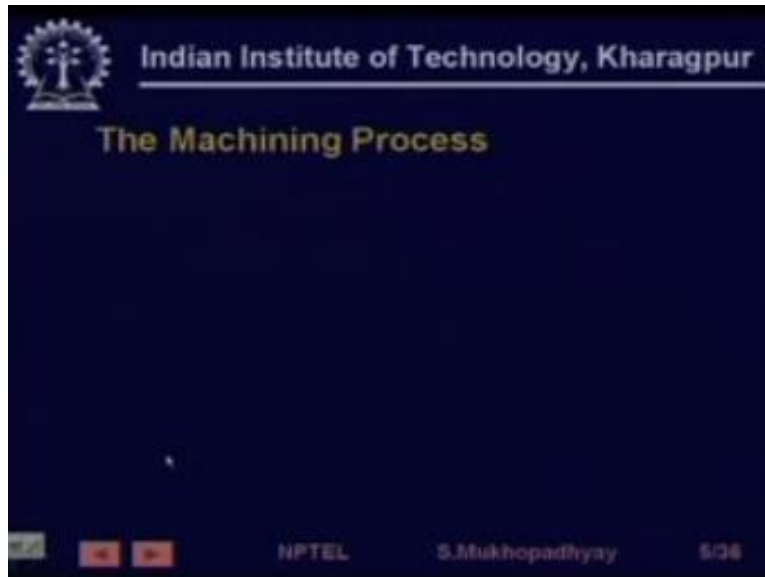 Indian Institute of Technology, Kharagpur
The Machining Process
NPTEL S.Mukhopadhyay 5/36